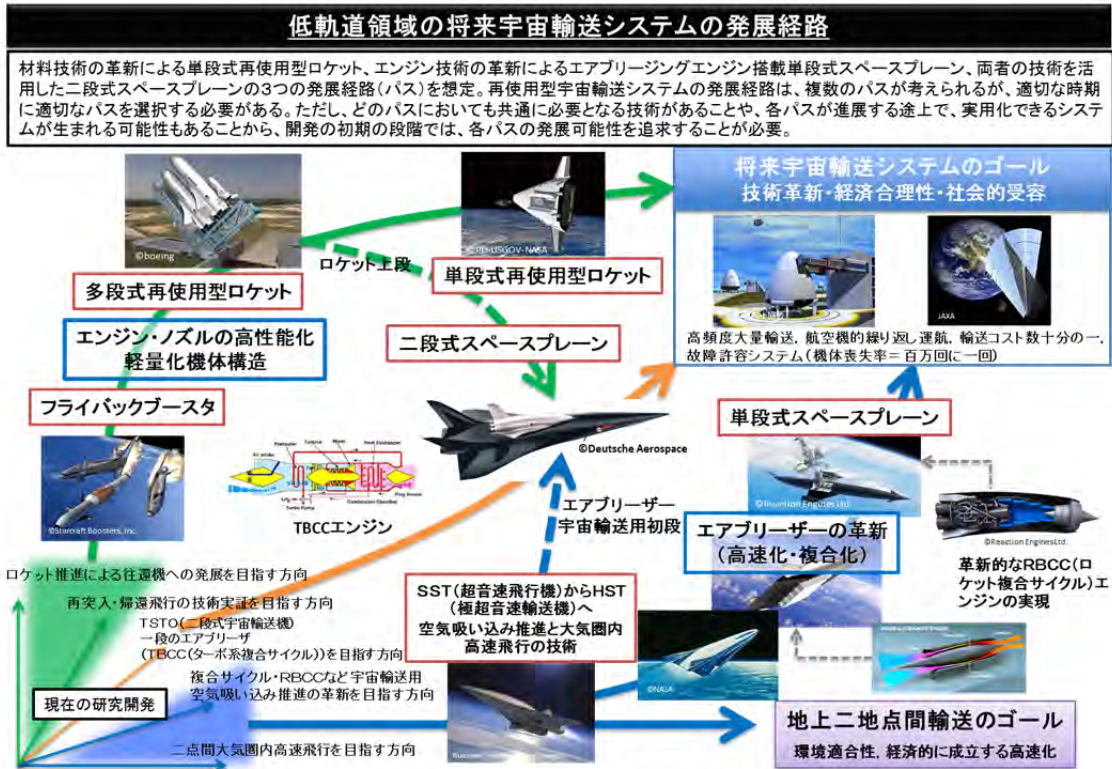 低軌道領域の将来宇宙輸送システムの発展経路
材料技術の革新による単段式再使用型ロケット、エンジン技術の革新によるエアブリージングエンジン搭載単段式スペースプレーン、両者の技術を活
用した二段式スペースプレーンの3つの発展経路(パス)を想定。再使用型宇宙輸送システムの発展経路は、複数のパスが考えられるが、適切な時期
に適切なパスを選択する必要がある。ただし、どのパスにおいても共通に必要となる技術があることや、各パスが進展する途上で、実用化できるシステ
ムが生まれる可能性もあることから、開発の初期の段階では、各パスの発展可能性を追求することが必要。
将来宇宙輸送システムのゴール
技術革新・経済合理性・社会的受容
©boeing
©PD-USGOV-NASA
ロケット上段
多段式再使用型ロケット
単段式再使用型ロケット
JAXA
高頻度大量輸送, 航空機的繰り返し運航, 輸送コスト数十分の一,
故障許容システム(機体喪失率=百万回に一回)
エンジン・ノズルの高性能化
軽量化機体構造
二段式スペースプレーン
フライバックブースタ
単段式スペースプレーン
©Deutsche Aerospace
©Starcraft Boosters, Inc.
TBCCエンジン
エアブリーザー
宇宙輸送用初段
©Reaction Engines Ltd.
エアブリーザーの革新
(高速化・複合化)
©Reaction EnginesLtd.
革新的なRBCC(ロ
ケット複合サイクル)エ
ンジンの実現
ロケット推進による往還機への発展を目指す方向
再突入・帰還飛行の技術実証を目指す方向
TSTO(二段式宇宙輸送機)
一段のエアブリーザ
(TBCC(ターボ系複合サイクル))を目指す方向
SST(超音速飛行機)からHST
(極超音速輸送機)へ
空気吸い込み推進と大気圏内
高速飛行の技術
複合サイクル・RBCCなど宇宙輸送用
空気吸い込み推進の革新を目指す方向
現在の研究開発
©NASA
二点間大気圏内高速飛行を目指す方向
地上二地点間輸送のゴール
環境適合性, 経済的に成立する高速化